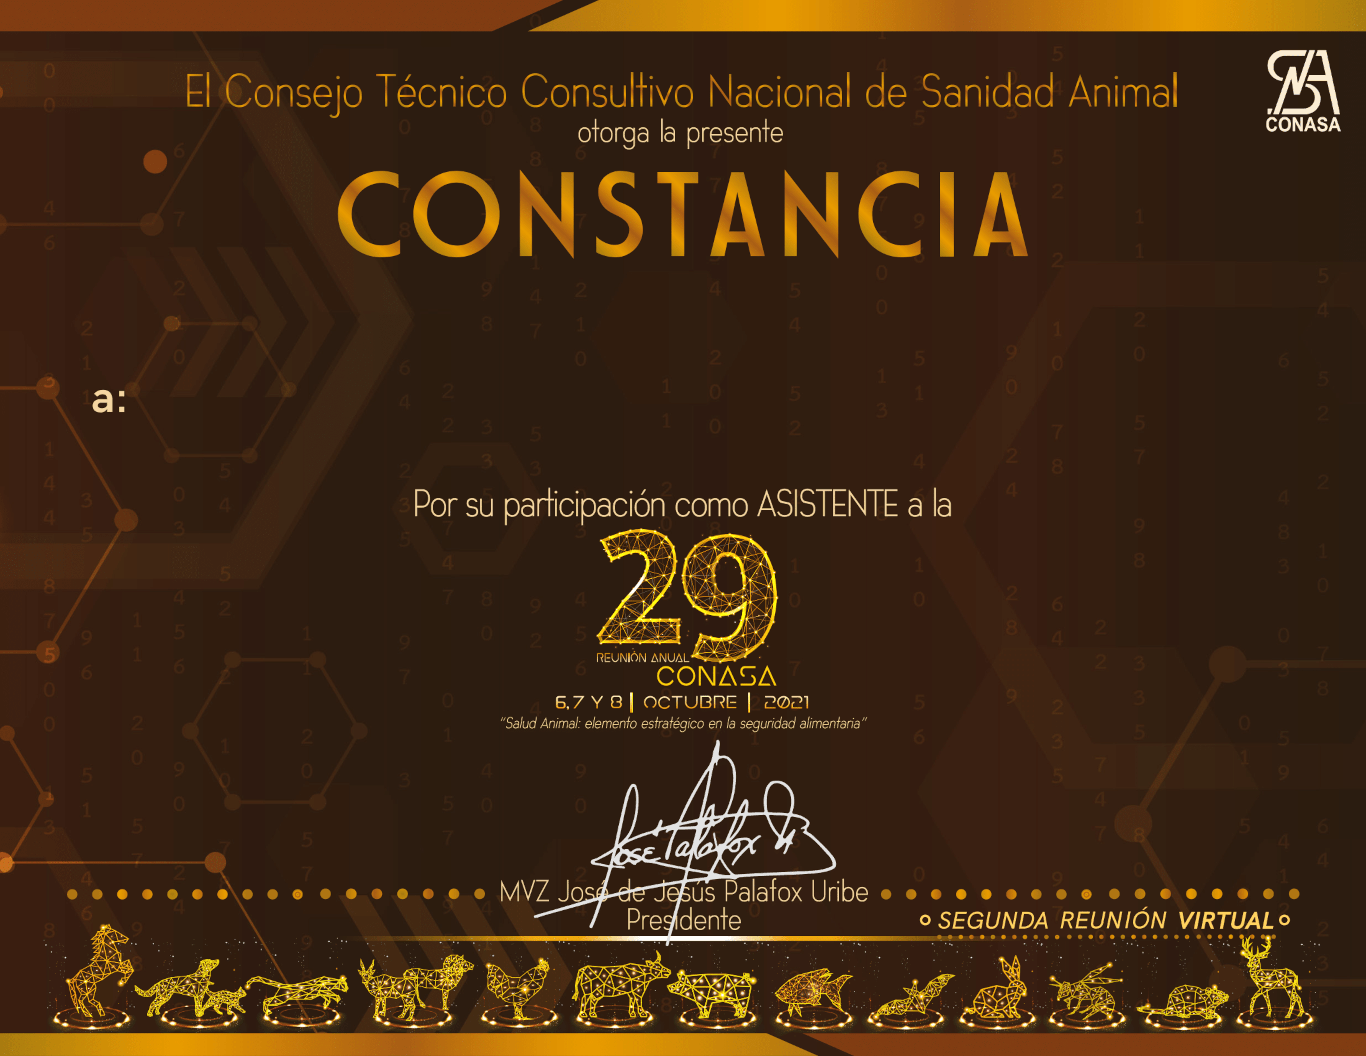 El Consejo Técnico Consultivo Nacional de Sanidad Animal
otorga la presente
CONASA
CONSTANCIA
a:
Por su participación como ASISTENTE a la
29
REUNIÓN ANUAL
CONASA
6, 7 Y 8 | OCTUBRE | 2021
"Salud Animal: elemento estratégico en la seguridad alimentaria"
José Palafox
MVZ José de Jesús Palafox Uribe
Presidente
SEGUNDA REUNIÓN VIRTUAL